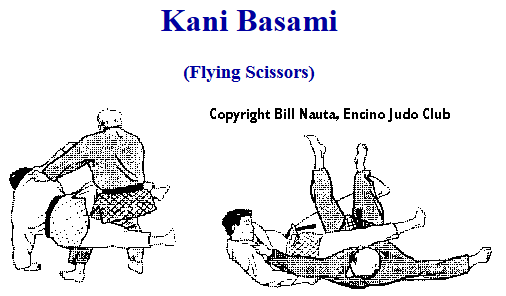 Kani Basami
(Flying Scissors)
Copyright Bill Nauta, Encino Judo Club